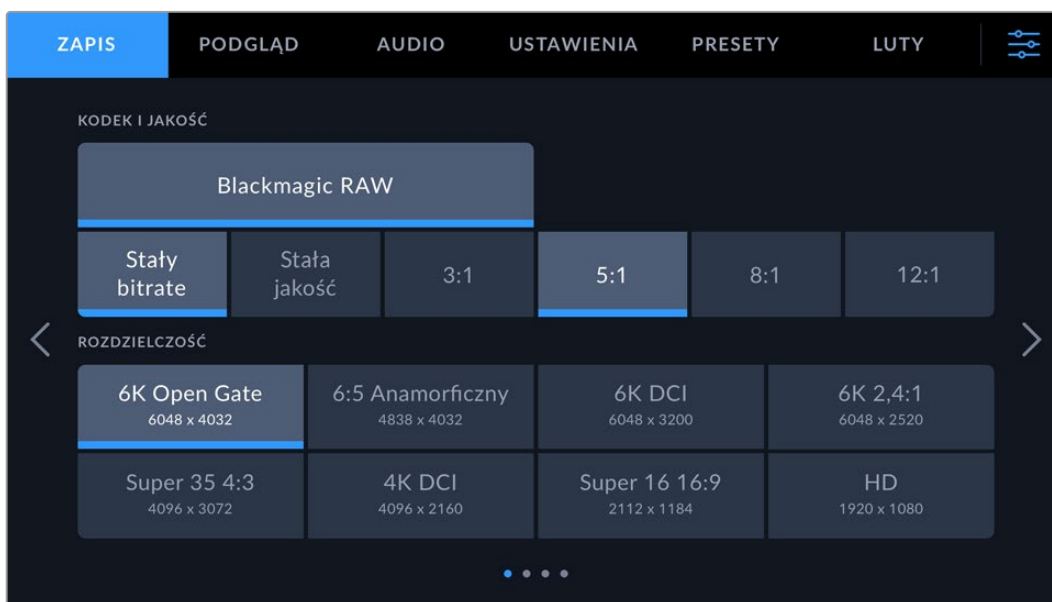 ZAPIS PODGLĄD AUDIO USTAWIENIA PRESETY LUTY
KODEK I JAKOŚĆ
Blackmagic RAW
Stały bitrate Stała jakość 3:1 5:1 8:1 12:1
ROZDZIELCZOŚĆ
6K Open Gate 6:5 Anamorficzny 6K DCI 6K 2,4:1
6048 x 4032 4838 x 4032 6048 x 3200 6048 x 2520
Super 35 4:3 4K DCI Super 16 16:9 HD
4096 x 3072 4096 x 2160 2112 x 1184 1920 x 1080